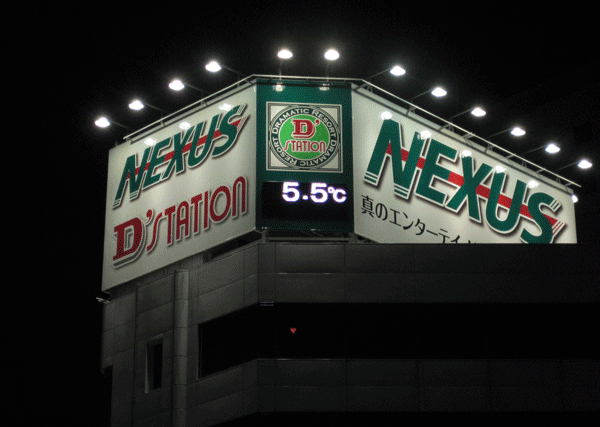 NEXUS
D'STATION
DRAMATIC RESORT DRAMATIC RESORT
D'
STATION
5.5℃
NEXUS
真のエンターテイ